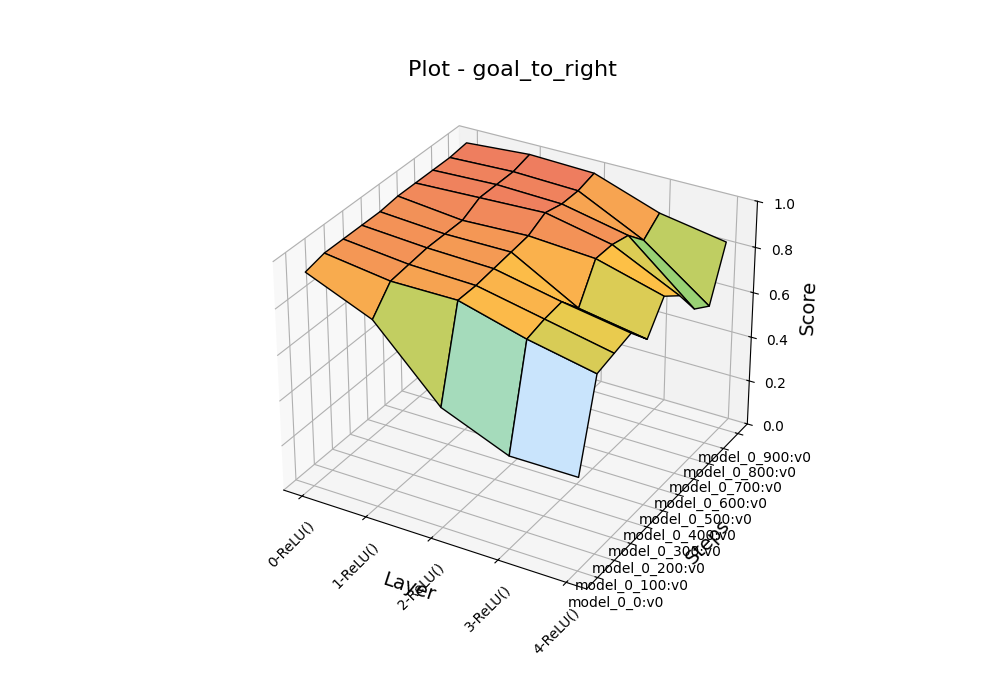 Plot - goal_to_right
1.0
0.8
0.6
0.4
0.2
0.0
Score
model_0_900:v0
model_0_800:v0
model_0_700:v0
model_0_600:v0
model_0_500:v0
model_0_400:v0
model_0_300:v0
model_0_200:v0
model_0_100:v0
model_0_0:v0
Steps
0-ReLU()
1-ReLU()
2-ReLU()
3-ReLU()
4-ReLU()
Layer